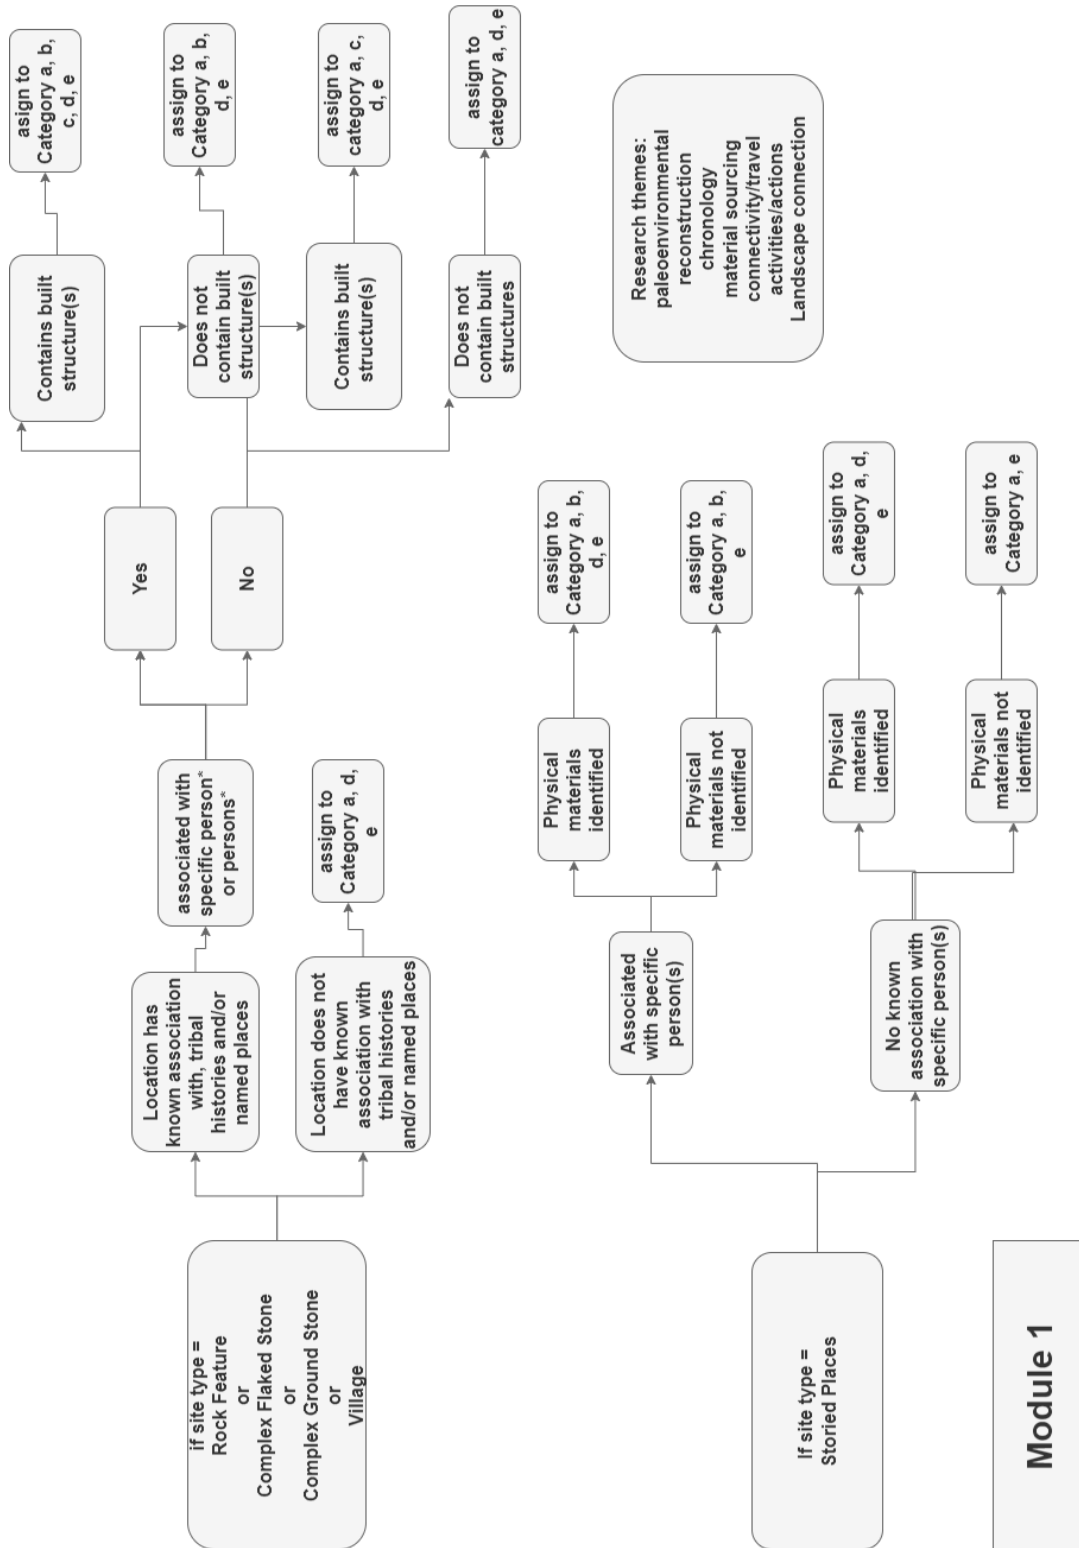 if site type =
Rock Feature
or
Complex Flaked Stone
or
Complex Ground Stone
or
Village
Location has
known association
with, tribal
histories and/or
named places
Location does not
have known
association with
tribal histories
and/or named places
associated with
specific person*
or persons*
assign to
Category a, d,
e
Yes
No
Contains built
structure(s)
Does not
contain built
structure(s)
Contains built
structure(s)
Does not
contain built
structures
asign to
Category a, b,
c, d, e
assign to
Category a, b,
d, e
assign to
category a, c,
d, e
assign to
category a, d, e
If site type =
Storied Places
Associated
with specific
person(s)
No known
association with
specific person(s)
Physical
materials
identified
Physical
materials not
identified
Physical
materials
identified
Physical
materials not
identified
assign to
Category a, b,
d, e
assign to
Category a, b,
e
assign to
Category a, d,
e
assign to
Category a, e
Research themes:
paleoenvironmental
reconstruction
chronology
material sourcing
connectivity/travel
activities/actions
Landscape connection
Module 1